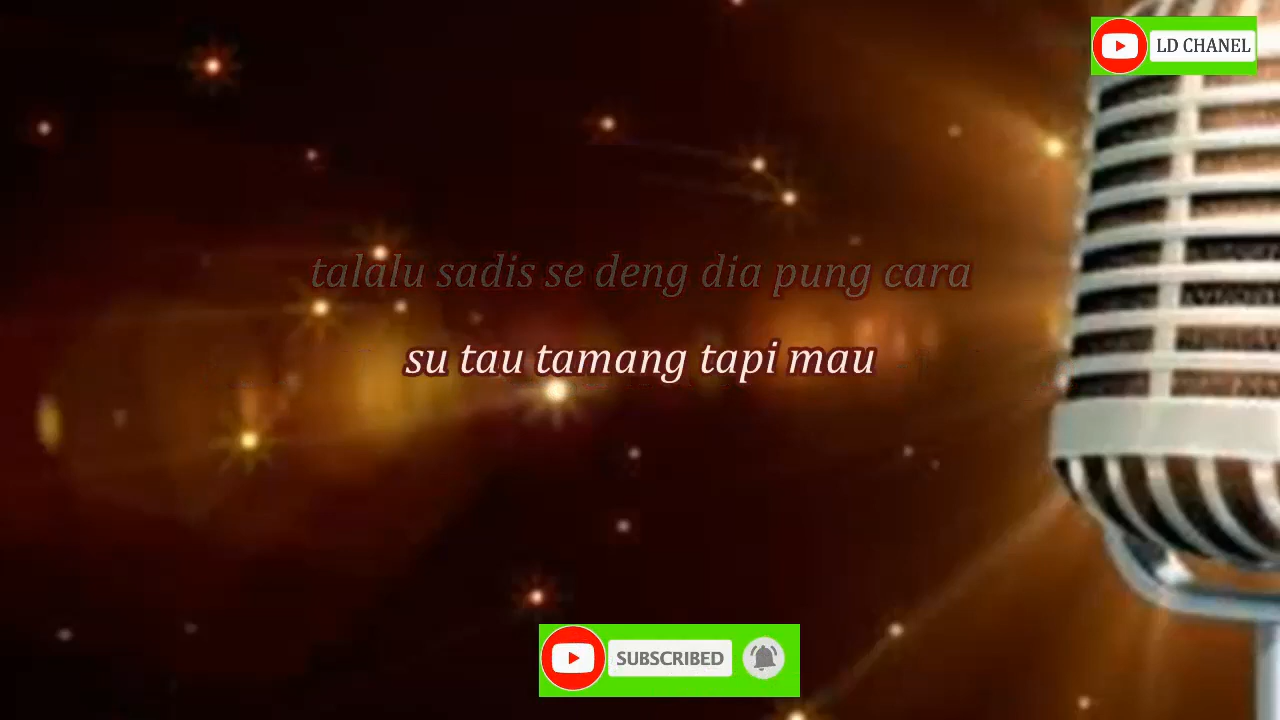 LD CHANEL
talalu sadis se deng dia pung cara
su tau tamang tapi mau
SUBSCRIBED